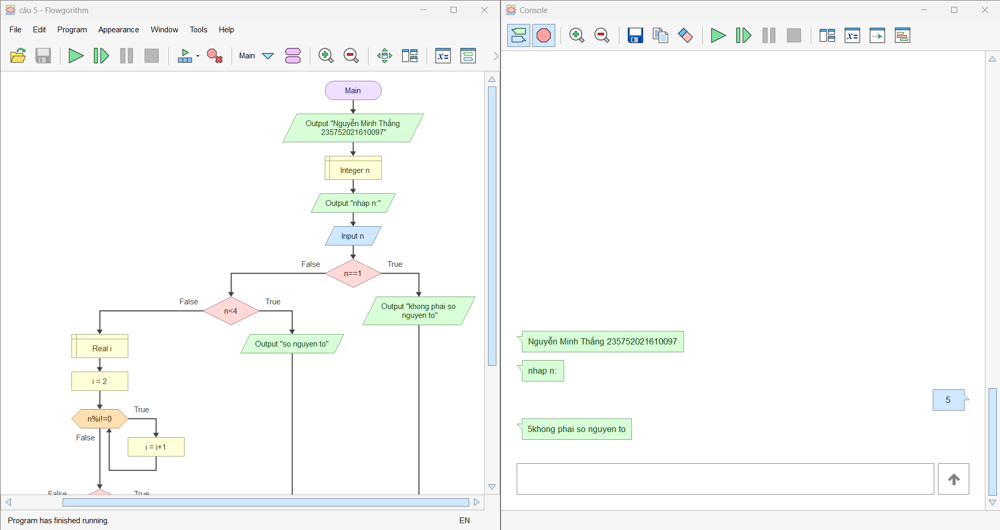 câu 5 - Flowgorithm
File Edit Program Appearance Window Tools Help
Main
Main
Output "Nguyễn Minh Thắng
235752021610097"
Integer n
Output "nhap n:"
Input n
False
True
n==1
False
True
n<4
Output "khong phai so
nguyen to"
Real i
Output "so nguyen to"
i = 2
True
n%i!=0
False
i = i+1
False
True
Program has finished running.
EN
Console
x=
x=
Nguyễn Minh Thắng 235752021610097
nhap n:
5
5khong phai so nguyen to